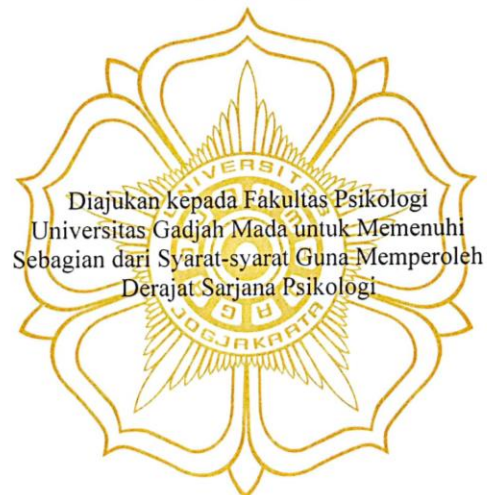 UNIVERSITAS
Diajukan kepada Fakultas Psikologi
Universitas Gadjah Mada untuk Memenuhi
Sebagian dari Syarat-syarat Guna Memperoleh
Derajat Sarjana Psikologi
JOGJAKARTA